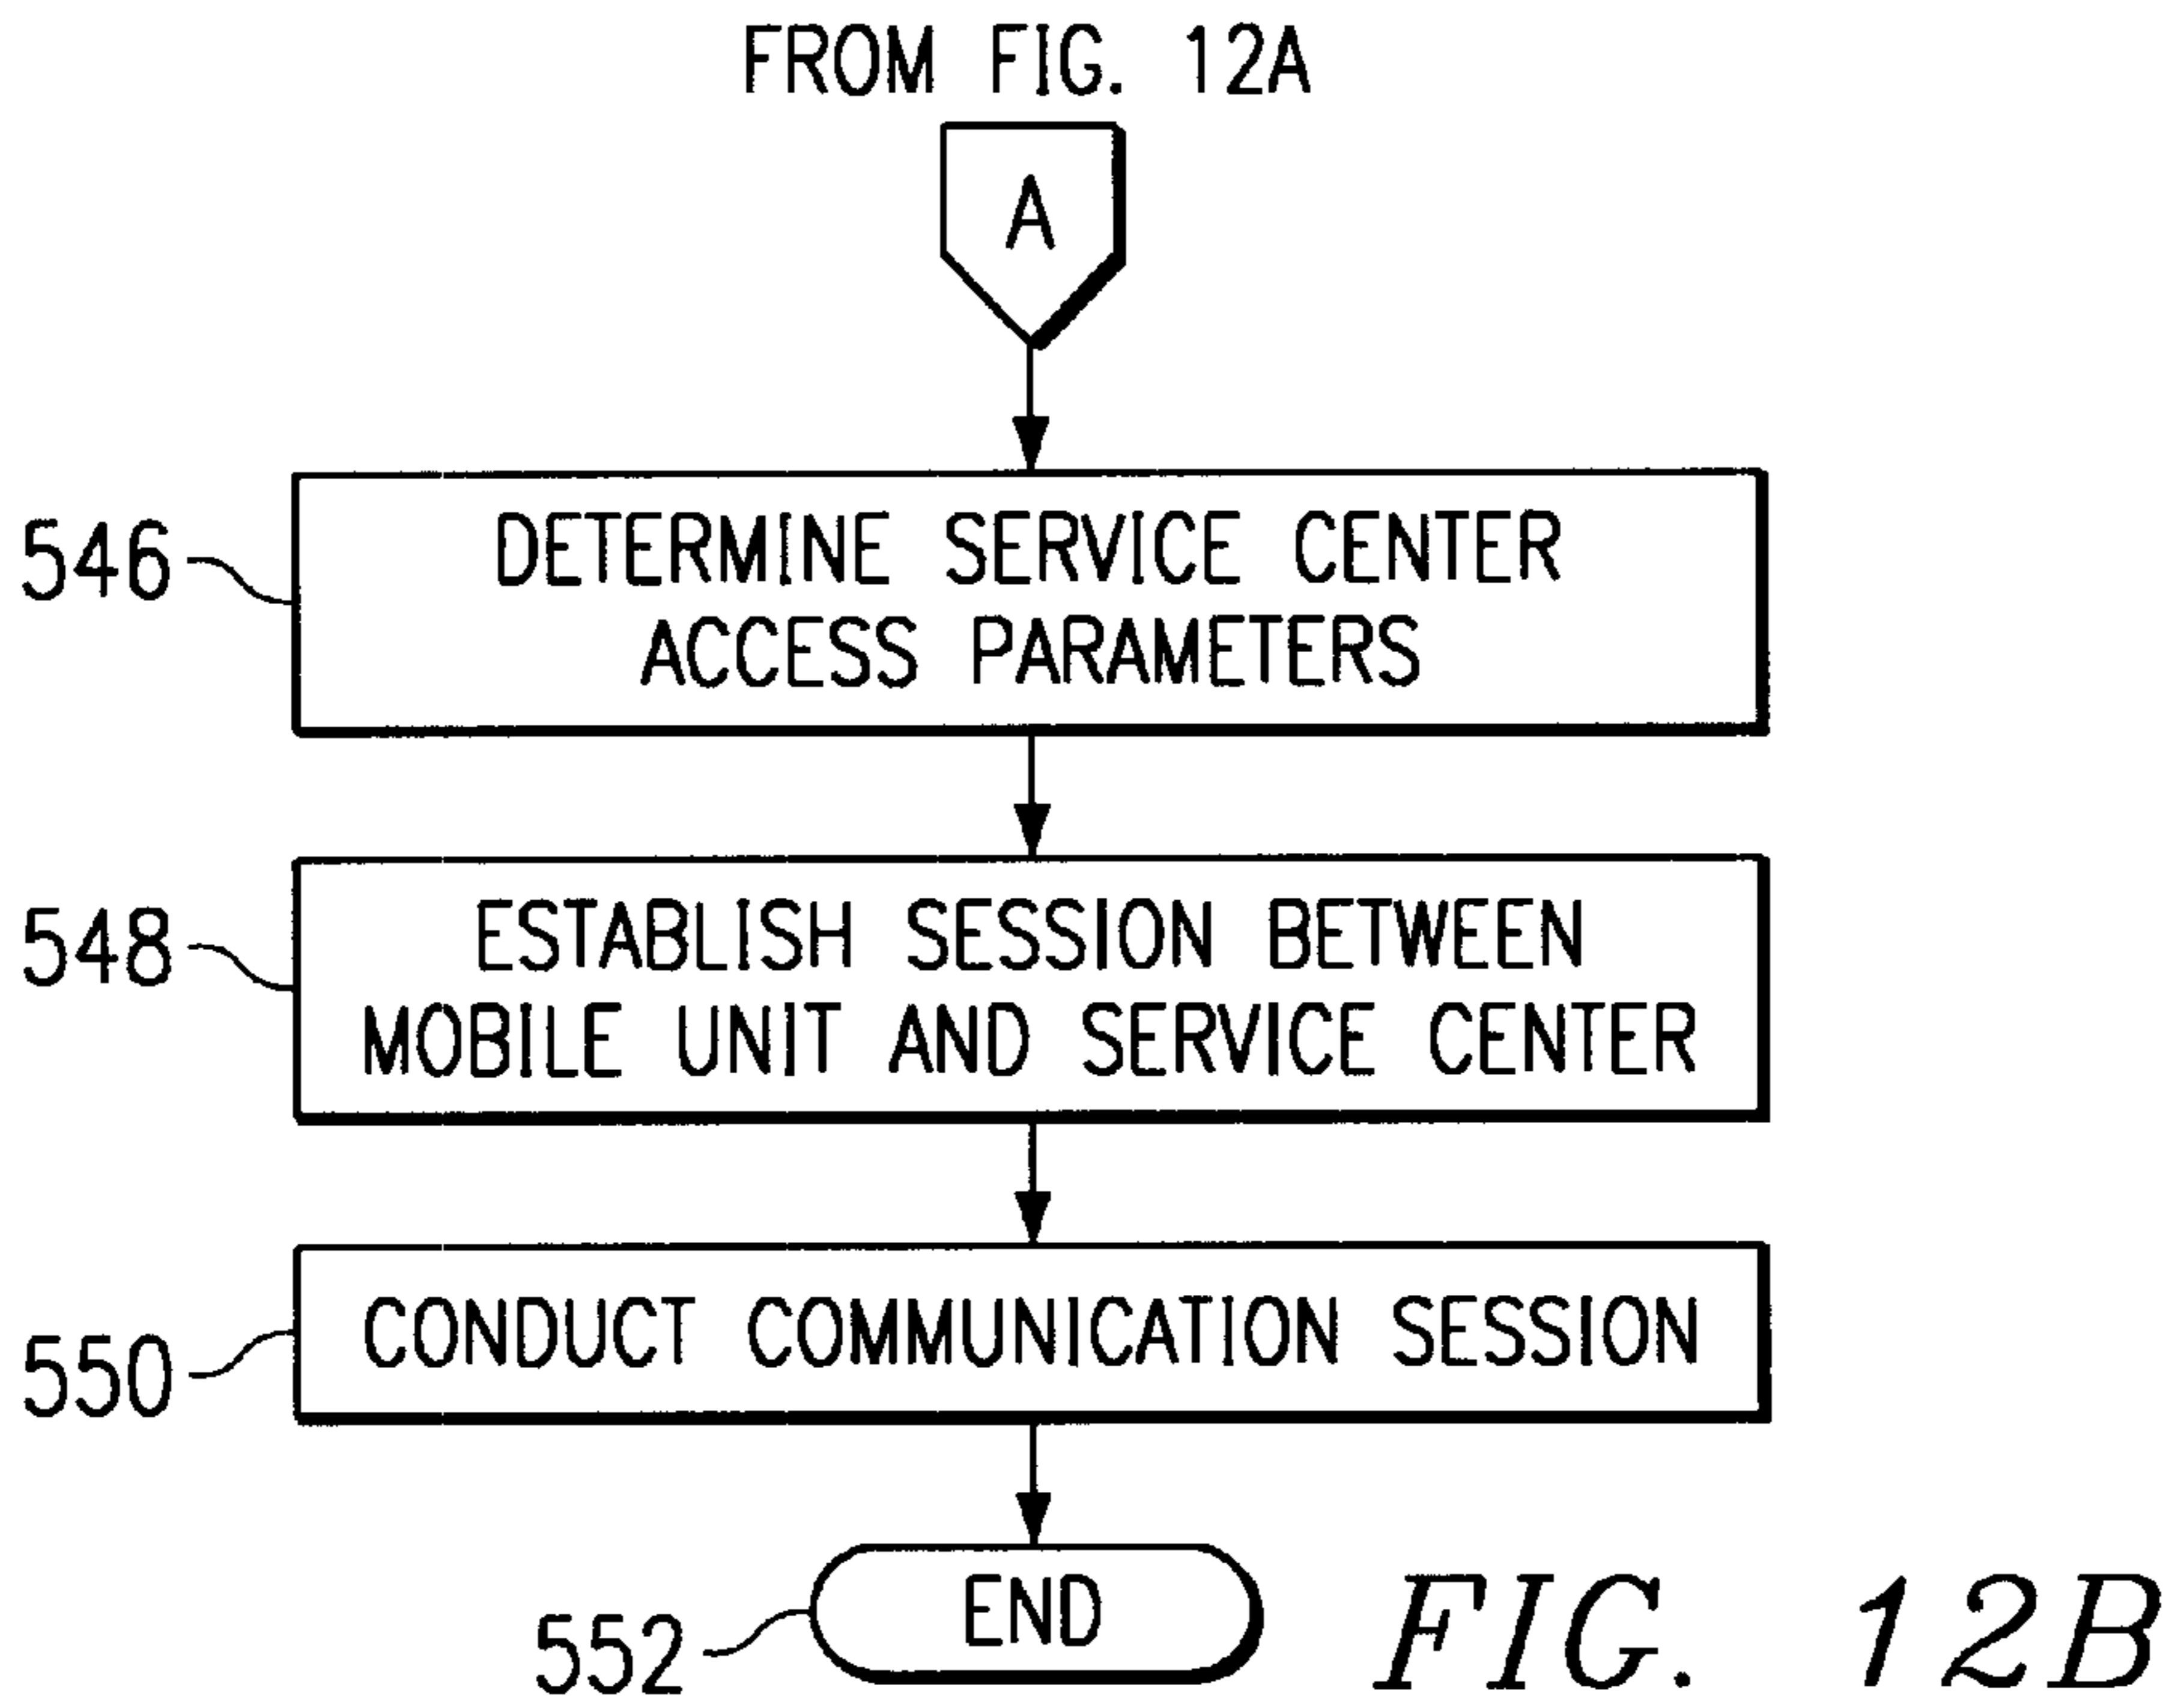 FROM FIG. 12A
A
546
DETERMINE SERVICE CENTER
ACCESS PARAMETERS
548
ESTABLISH SESSION BETWEEN
MOBILE UNIT AND SERVICE CENTER
550
CONDUCT COMMUNICATION SESSION
552
END
FIG. 12B